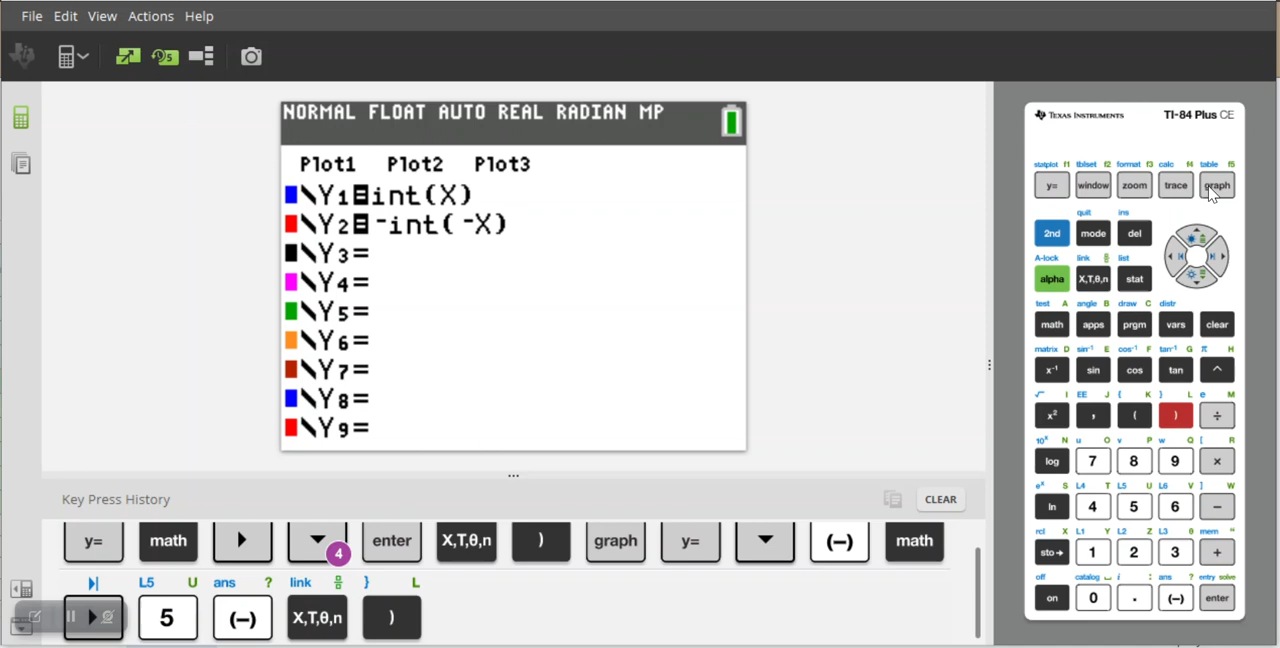 File Edit View Actions Help
NORMAL FLOAT AUTO REAL RADIAN MP
Plot1 Plot2 Plot3
\Y1=int(X)
\Y2=-int(-X)
\Y3=
\Y4=
\Y5=
\Y6=
\Y7=
\Y8=
\Y9=
Key Press History
CLEAR
y= math enter X,T,θ,n ) graph y= (–) math
4
L5 U ans ? link } L
5 (–) X,T,θ,n )
TEXAS INSTRUMENTS TI-84 Plus CE
statplot f1 tblset f2 format f3 calc f4 table f5
y= window zoom trace graph
quit ins
2nd mode del
A-lock link list
alpha X,T,θ,n stat
test A angle B draw C distr
math apps prgm vars clear
matrix D sin⁻¹ E cos⁻¹ F tan⁻¹ G π H
x⁻¹ sin cos tan ^
√ I EE J { K } L e M
x² , ( ) ÷
10ˣ N u O v P w Q [ R
log 7 8 9 ×
eˣ S L4 T L5 U L6 V ] W
ln 4 5 6 –
rcl X L1 Y L2 Z L3 θ mem "
sto→ 1 2 3 +
off catalog ␣ i : ans ? entry solve
on 0 . (–) enter